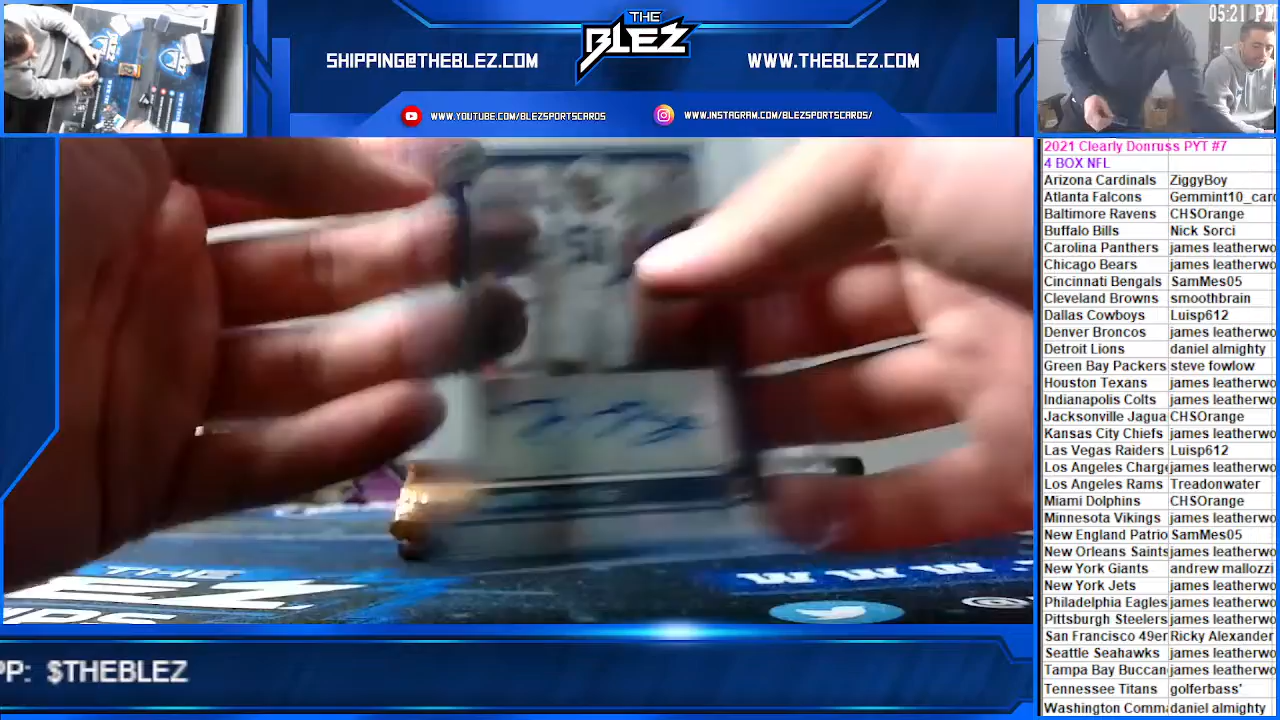 THE
BLEZ
SHIPPING@THEBLEZ.COM
WWW.THEBLEZ.COM
WWW.YOUTUBE.COM/BLEZSPORTSCARDS
WWW.INSTAGRAM.COM/BLEZSPORTSCARDS/
05:21 PM
2021 Clearly Donruss PYT #7
4 BOX NFL
Arizona Cardinals ZiggyBoy
Atlanta Falcons Gemmint10_card
Baltimore Ravens CHSOrange
Buffalo Bills Nick Sorci
Carolina Panthers james leatherwo
Chicago Bears james leatherwo
Cincinnati Bengals SamMes05
Cleveland Browns smoothbrain
Dallas Cowboys Luisp612
Denver Broncos james leatherwo
Detroit Lions daniel almighty
Green Bay Packers steve fowlow
Houston Texans james leatherwo
Indianapolis Colts james leatherwo
Jacksonville Jagua CHSOrange
Kansas City Chiefs james leatherwo
Las Vegas Raiders Luisp612
Los Angeles Charge james leatherwo
Los Angeles Rams Treadonwater
Miami Dolphins CHSOrange
Minnesota Vikings james leatherwo
New England Patrio SamMes05
New Orleans Saints james leatherwo
New York Giants andrew mallozzi
New York Jets james leatherwo
Philadelphia Eagles james leatherwo
Pittsburgh Steelers james leatherwo
San Francisco 49er Ricky Alexander
Seattle Seahawks james leatherwo
Tampa Bay Buccan james leatherwo
Tennessee Titans golferbass'
Washington Comma daniel almighty
51
THE
EZ
PP: $THEBLEZ